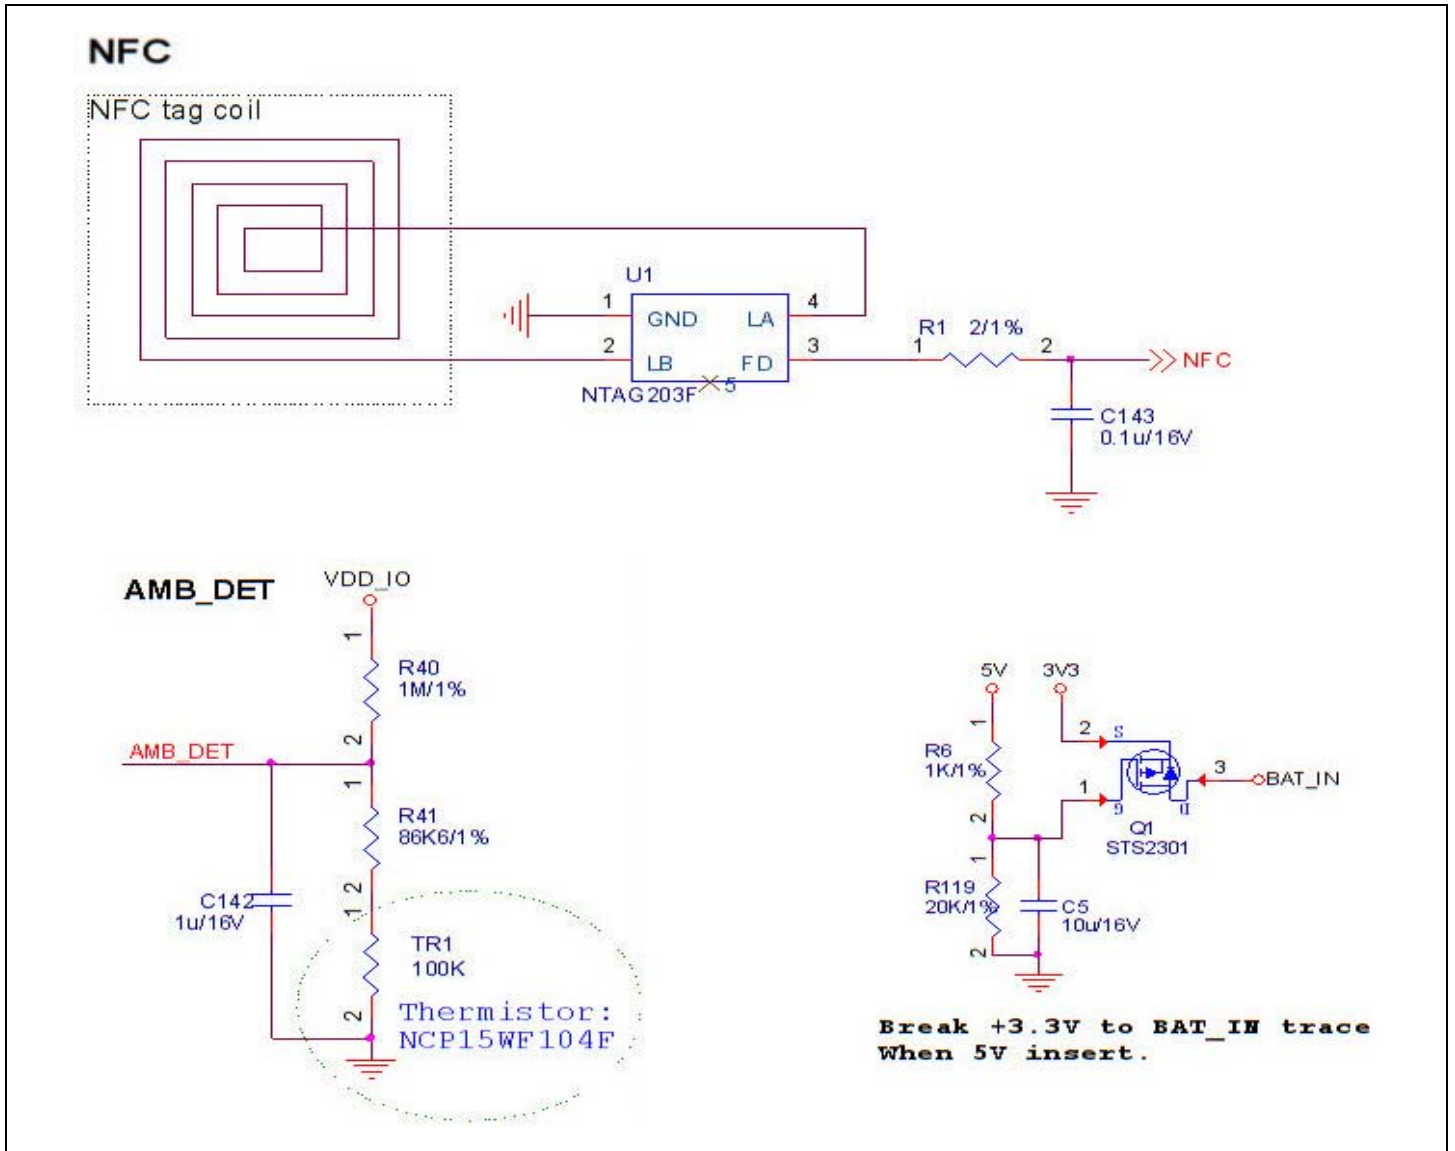 NFC
NFC tag coil
U1
1 GND LA 4
2 LB FD 3
NTAG203F 5
R1 2/1%
1 2
NFC
C143
0.1u/16V
AMB_DET
VDD_IO
1
R40
1M/1%
2
AMB_DET
1
R41
86K6/1%
2
C142
1u/16V
1
TR1
100K
2
Thermistor:
NCP15WF104F
5V 3V3
1
R6
1K/1%
2
2 S
1 G
D 3
BAT_IN
Q1
STS2301
1
R119
20K/1%
2
C5
10u/16V
Break +3.3V to BAT_IN trace
When 5V insert.